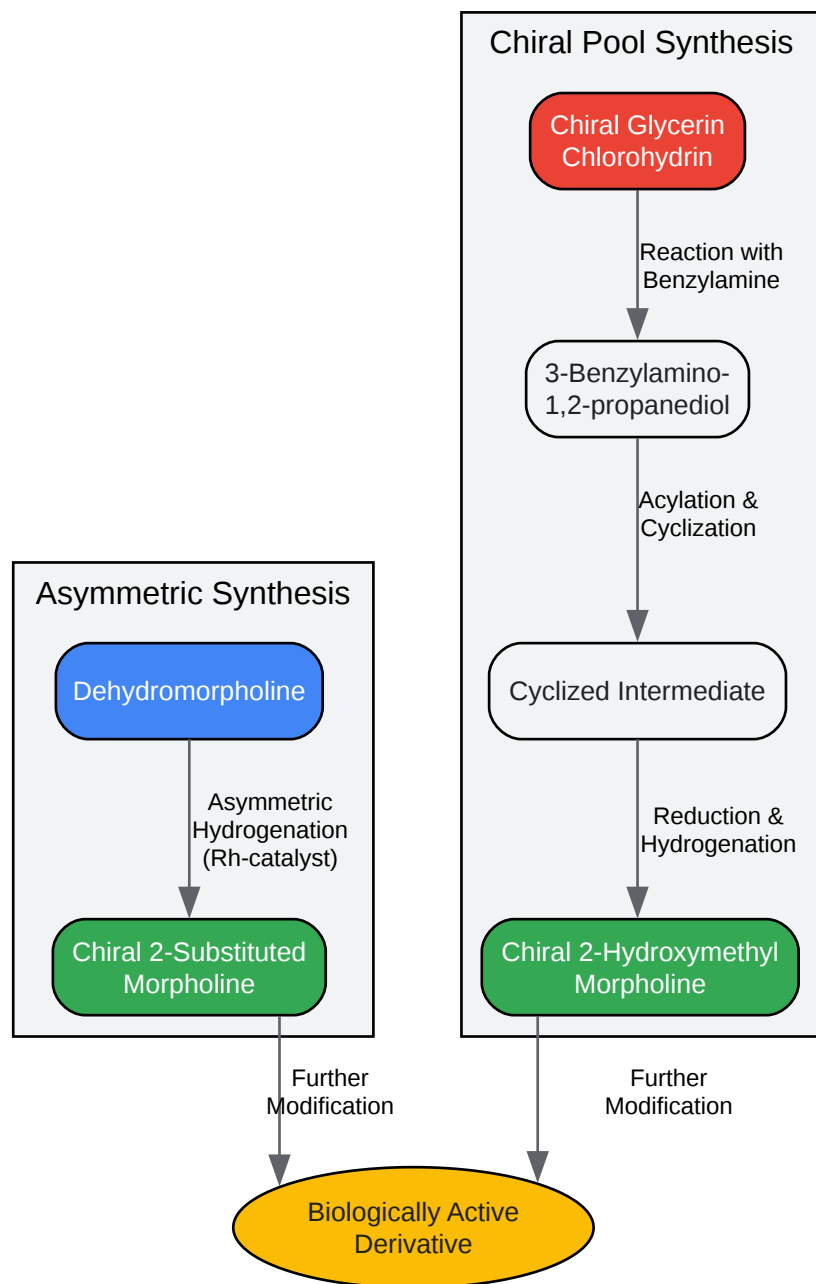 Chiral Pool Synthesis
Chiral Glycerin
Chlorohydrin
Reaction with
Benzylamine
3-Benzylamino-
1,2-propanediol
Acylation &
Cyclization
Cyclized Intermediate
Reduction &
Hydrogenation
Chiral 2-Hydroxymethyl
Morpholine
Further
Modification
Asymmetric Synthesis
Dehydromorpholine
Asymmetric
Hydrogenation
(Rh-catalyst)
Chiral 2-Substituted
Morpholine
Further
Modification
Biologically Active
Derivative